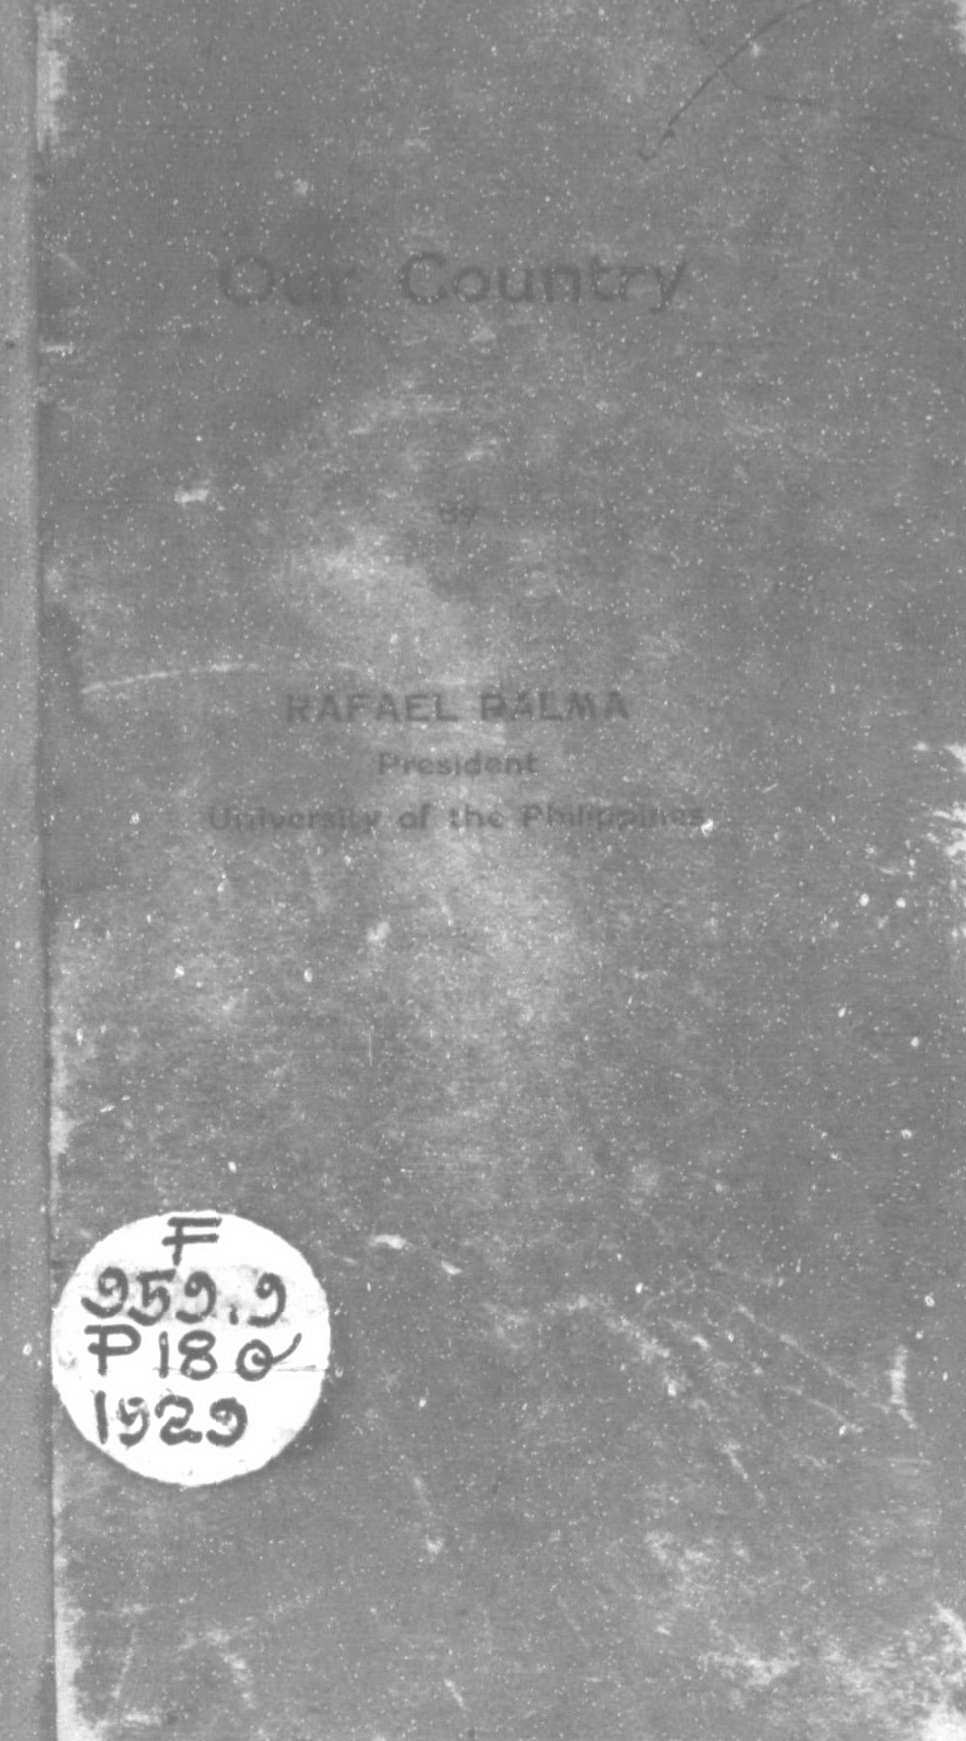 Our Country
By
RAFAEL PALMA
President
University of the Philippines
F
959.9
P18o
1929